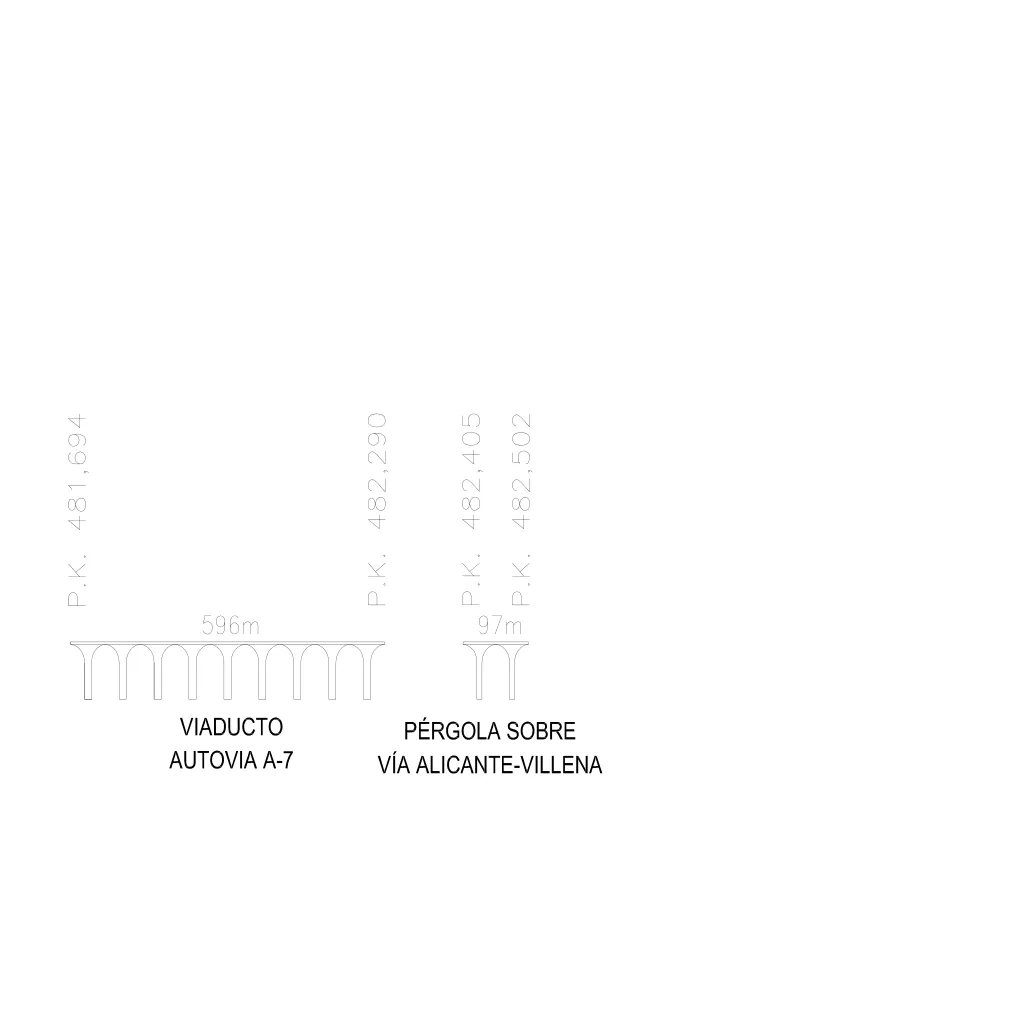 P.K. 481,694
P.K. 482,290
P.K. 482,405
P.K. 482,502
596m
97m
VIADUCTO
AUTOVIA A-7
PÉRGOLA SOBRE
VÍA ALICANTE-VILLENA